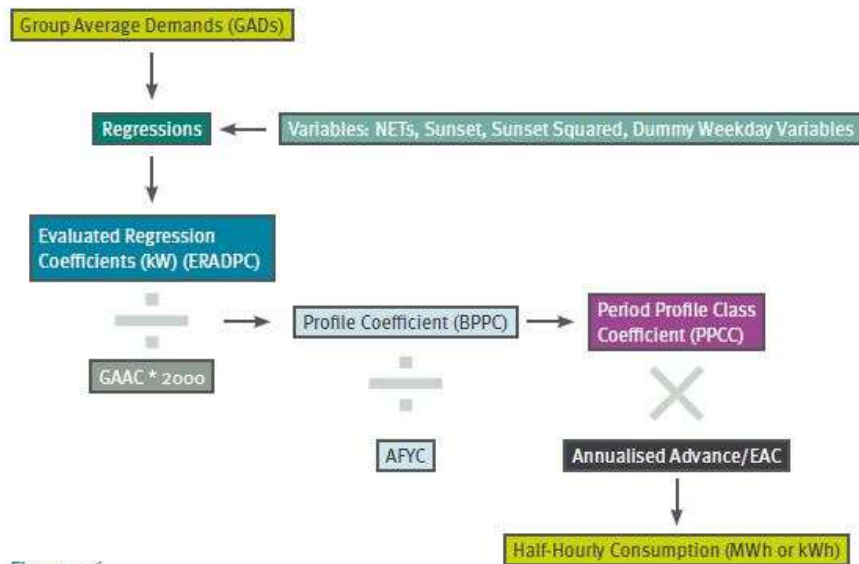 Group Average Demands (GADs)
Regressions
Variables: NETs, Sunset, Sunset Squared, Dummy Weekday Variables
Evaluated Regression
Coefficients (kW) (ERADPC)
Profile Coefficient (BPPC)
Period Profile Class
Coefficient (PPCC)
GAAC * 2000
AFYC
Annualised Advance/EAC
Half-Hourly Consumption (MWh or kWh)